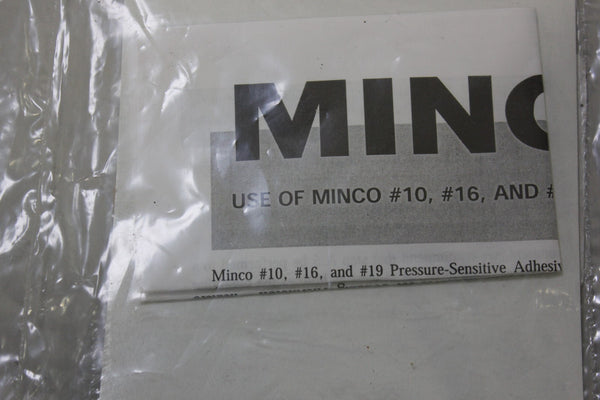 MINC
USE OF MINCO #10, #16, AND #
Minco #10, #16, and #19 Pressure-Sensitive Adhesiv